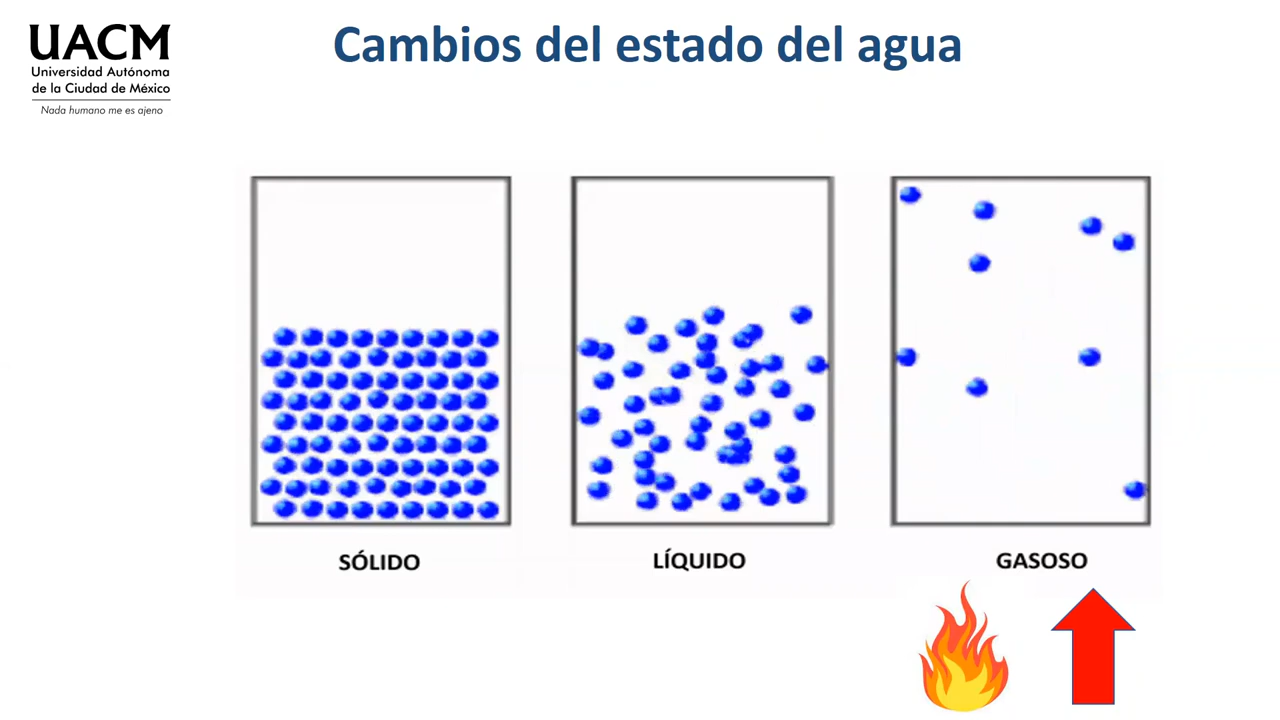 UACM
Universidad Autónoma
de la Ciudad de México
Nada humano me es ajeno
Cambios del estado del agua
SÓLIDO
LÍQUIDO
GASOSO